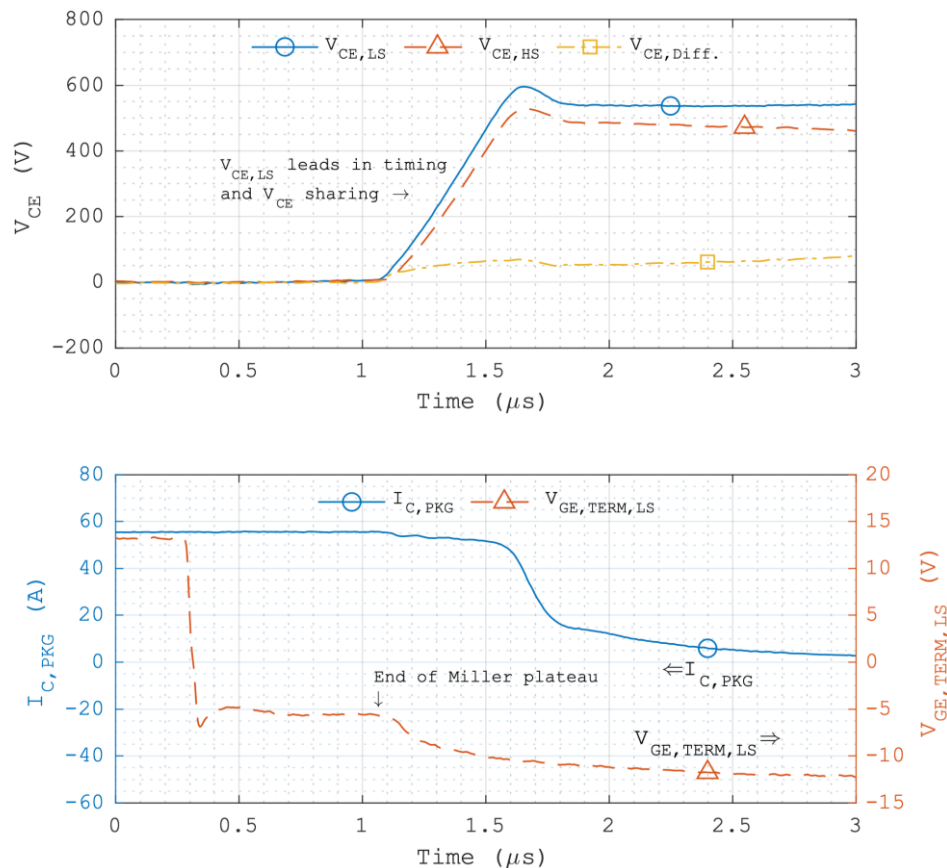 800
600
400
200
0
-200
V_CE (V)
V_CE,LS
V_CE,HS
V_CE,Diff.
V_CE,LS leads in timing
and V_CE sharing →
0 0.5 1 1.5 2 2.5 3
Time (μs)
80
60
40
20
0
-20
-40
-60
I_C,PKG (A)
I_C,PKG
V_GE,TERM,LS
End of Miller plateau
↓
⇐I_C,PKG
V_GE,TERM,LS⇒
20
15
10
5
0
-5
-10
-15
V_GE,TERM,LS (V)
0 0.5 1 1.5 2 2.5 3
Time (μs)